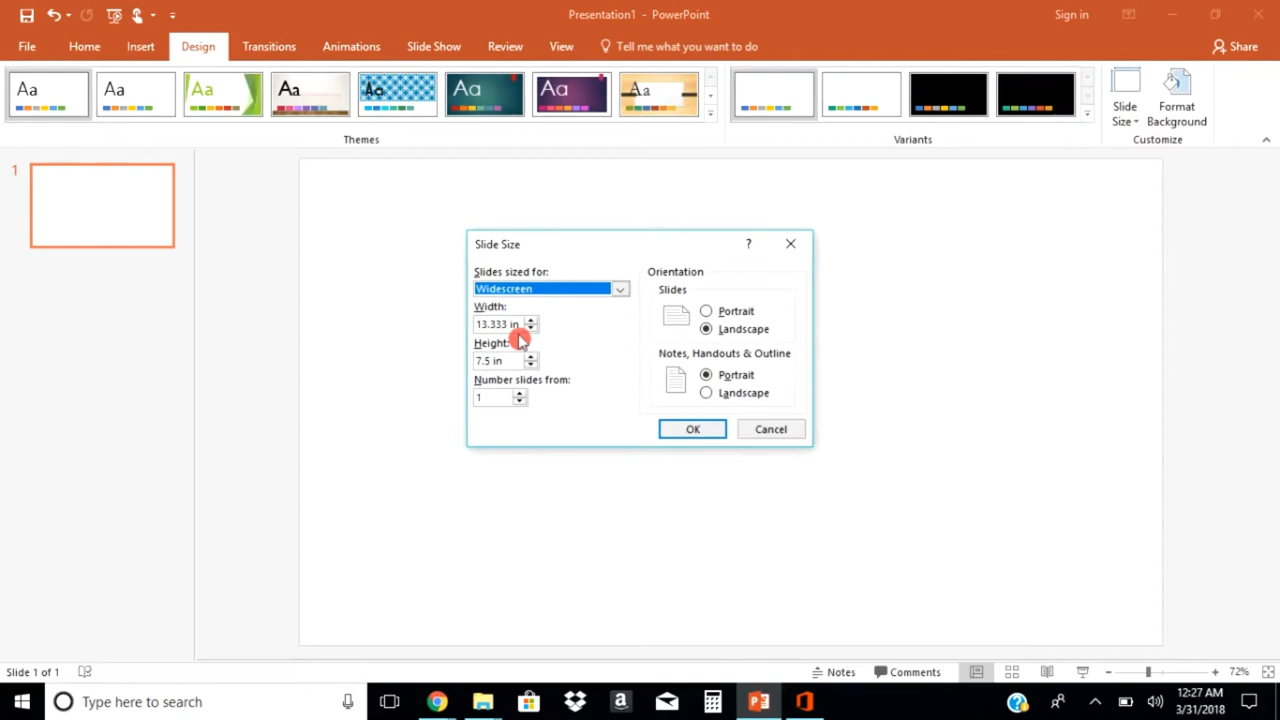 Presentation1 - PowerPoint
Sign in
File Home Insert Design Transitions Animations Slide Show Review View Tell me what you want to do Share
Aa Aa Aa Aa Aa Aa Aa Aa
Slide Size
Format Background
Themes
Variants
Customize
1
Slide Size ? ✕
Slides sized for:
Widescreen
Width:
13.333 in
Height:
7.5 in
Number slides from:
1
Orientation
Slides
Portrait
Landscape
Notes, Handouts & Outline
Portrait
Landscape
OK Cancel
Slide 1 of 1
Notes Comments 72%
Type here to search
12:27 AM
3/31/2018